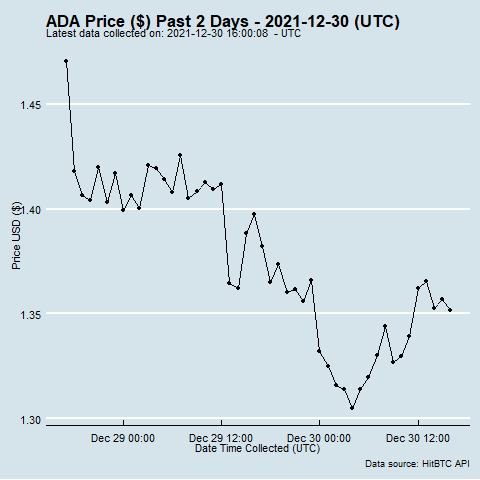 ADA Price ($) Past 2 Days - 2021-12-30 (UTC)
Latest data collected on: 2021-12-30 16:00:08  - UTC
1.45
1.40
1.35
1.30
Price USD ($)
Dec 29 00:00 Dec 29 12:00 Dec 30 00:00 Dec 30 12:00
Date Time Collected (UTC)
Data source: HitBTC API